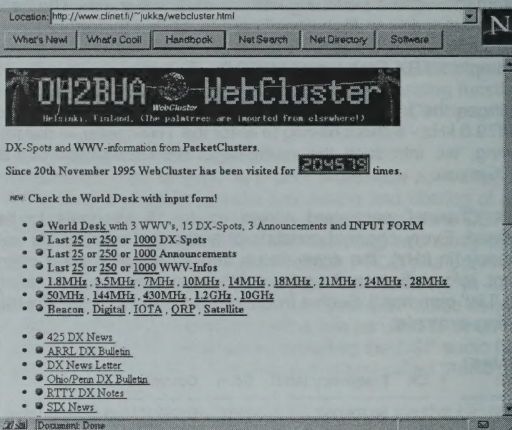 Location: http://www.clinet.fi/~jukka/webcluster.html
What's New! What's Cool! Handbook Net Search Net Directory Software
N
OH2BUA WebCluster
WebCluster
Helsinki, Finland. (The palmtrees are imported from elsewhere!)
DX-Spots and WWV-information from PacketClusters.
Since 20th November 1995 WebCluster has been visited for 204579 times.
NEW: Check the World Desk with input form!
World Desk with 3 WWV's, 15 DX-Spots, 3 Announcements and INPUT FORM
Last 25 or 250 or 1000 DX-Spots
Last 25 or 250 or 1000 Announcements
Last 25 or 250 or 1000 WWV-Infos
1.8MHz , 3.5MHz , 7MHz , 10MHz , 14MHz , 18MHz , 21MHz , 24MHz , 28MHz
50MHz , 144MHz , 430MHz , 1.2GHz , 10GHz
Beacon , Digital , IOTA , QRP , Satellite
425 DX News
ARRL DX Bulletin
DX News Letter
Ohio/Penn DX Bulletin
RTTY DX Notes
SIX News
Document: Done